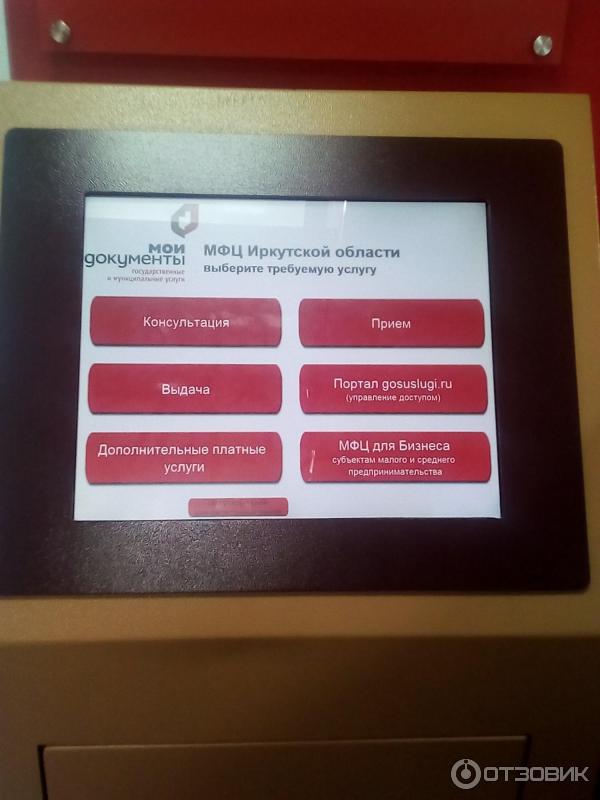 мои
документы
государственные
и муниципальные услуги
МФЦ Иркутской области
выберите требуемую услугу
Консультация
Прием
Выдача
Портал gosuslugi.ru
(управление доступом)
Дополнительные платные
услуги
МФЦ для Бизнеса
субъектам малого и среднего
предпринимательства
ОТЗОВИК